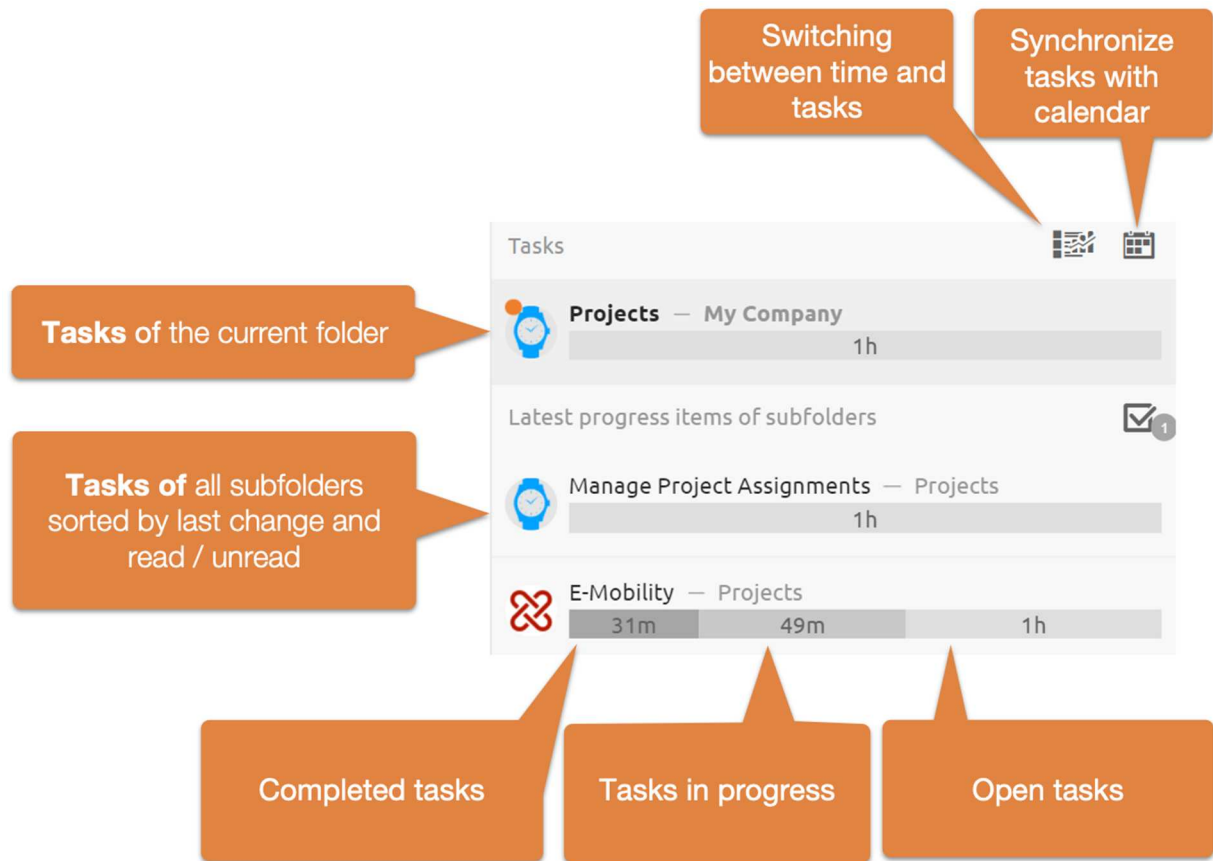 Switching
between time and
tasks
Synchronize
tasks with
calendar
Tasks
Tasks of the current folder
Projects — My Company
1h
Latest progress items of subfolders
1
Tasks of all subfolders
sorted by last change and
read / unread
Manage Project Assignments — Projects
1h
E-Mobility — Projects
31m 49m 1h
Completed tasks
Tasks in progress
Open tasks